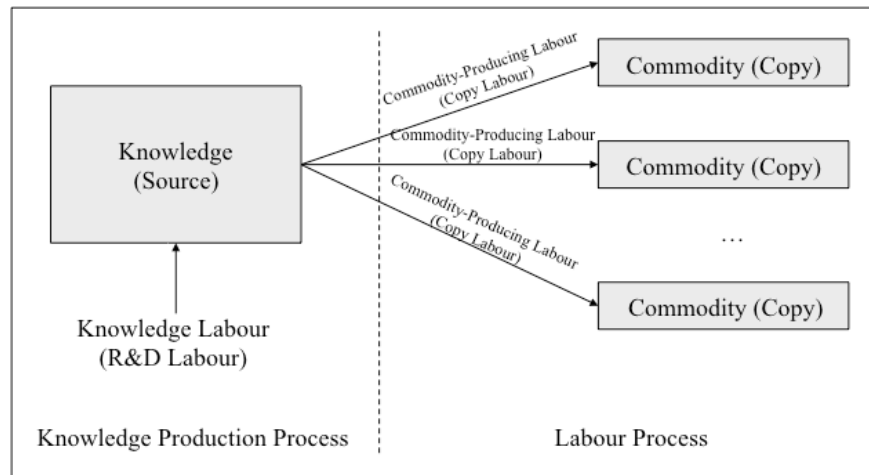 Knowledge
(Source)
Knowledge Labour
(R&D Labour)
Knowledge Production Process
Commodity-Producing Labour
(Copy Labour)
Commodity (Copy)
Commodity-Producing Labour
(Copy Labour)
Commodity (Copy)
Commodity-Producing Labour
(Copy Labour)
...
Commodity (Copy)
Labour Process